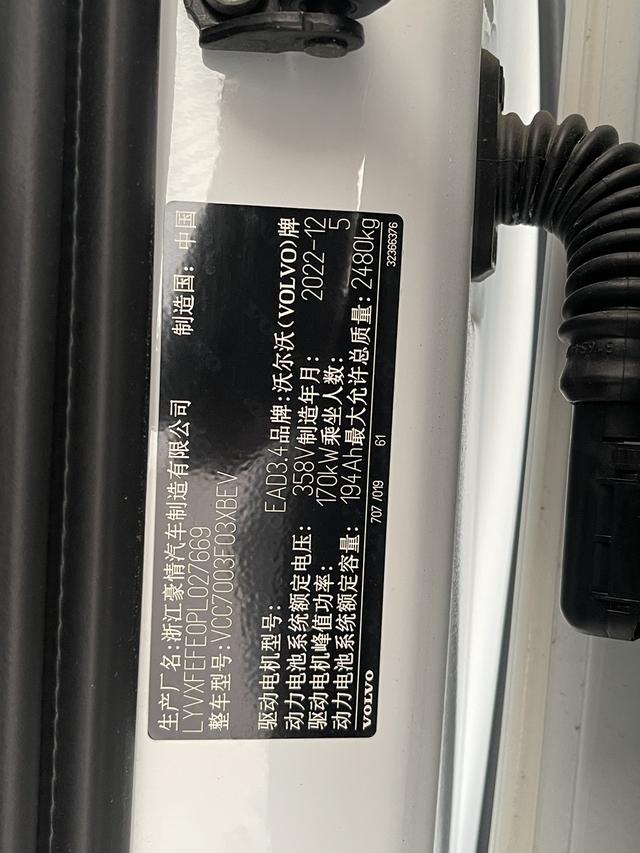 生产厂名:浙江豪情汽车制造有限公司 制造国: 中国
LYVXFEFE0PL027669
整车型号:VCC7003F03XBEV
驱动电机型号: EAD3.4 品牌:沃尔沃(VOLVO)牌
动力电池系统额定电压: 358V 制造年月: 2022-12
驱动电机峰值功率: 170kW 乘坐人数: 5
动力电池系统额定容量: 194Ah 最大允许总质量: 2480kg
VOLVO 707 /019 61 32366376